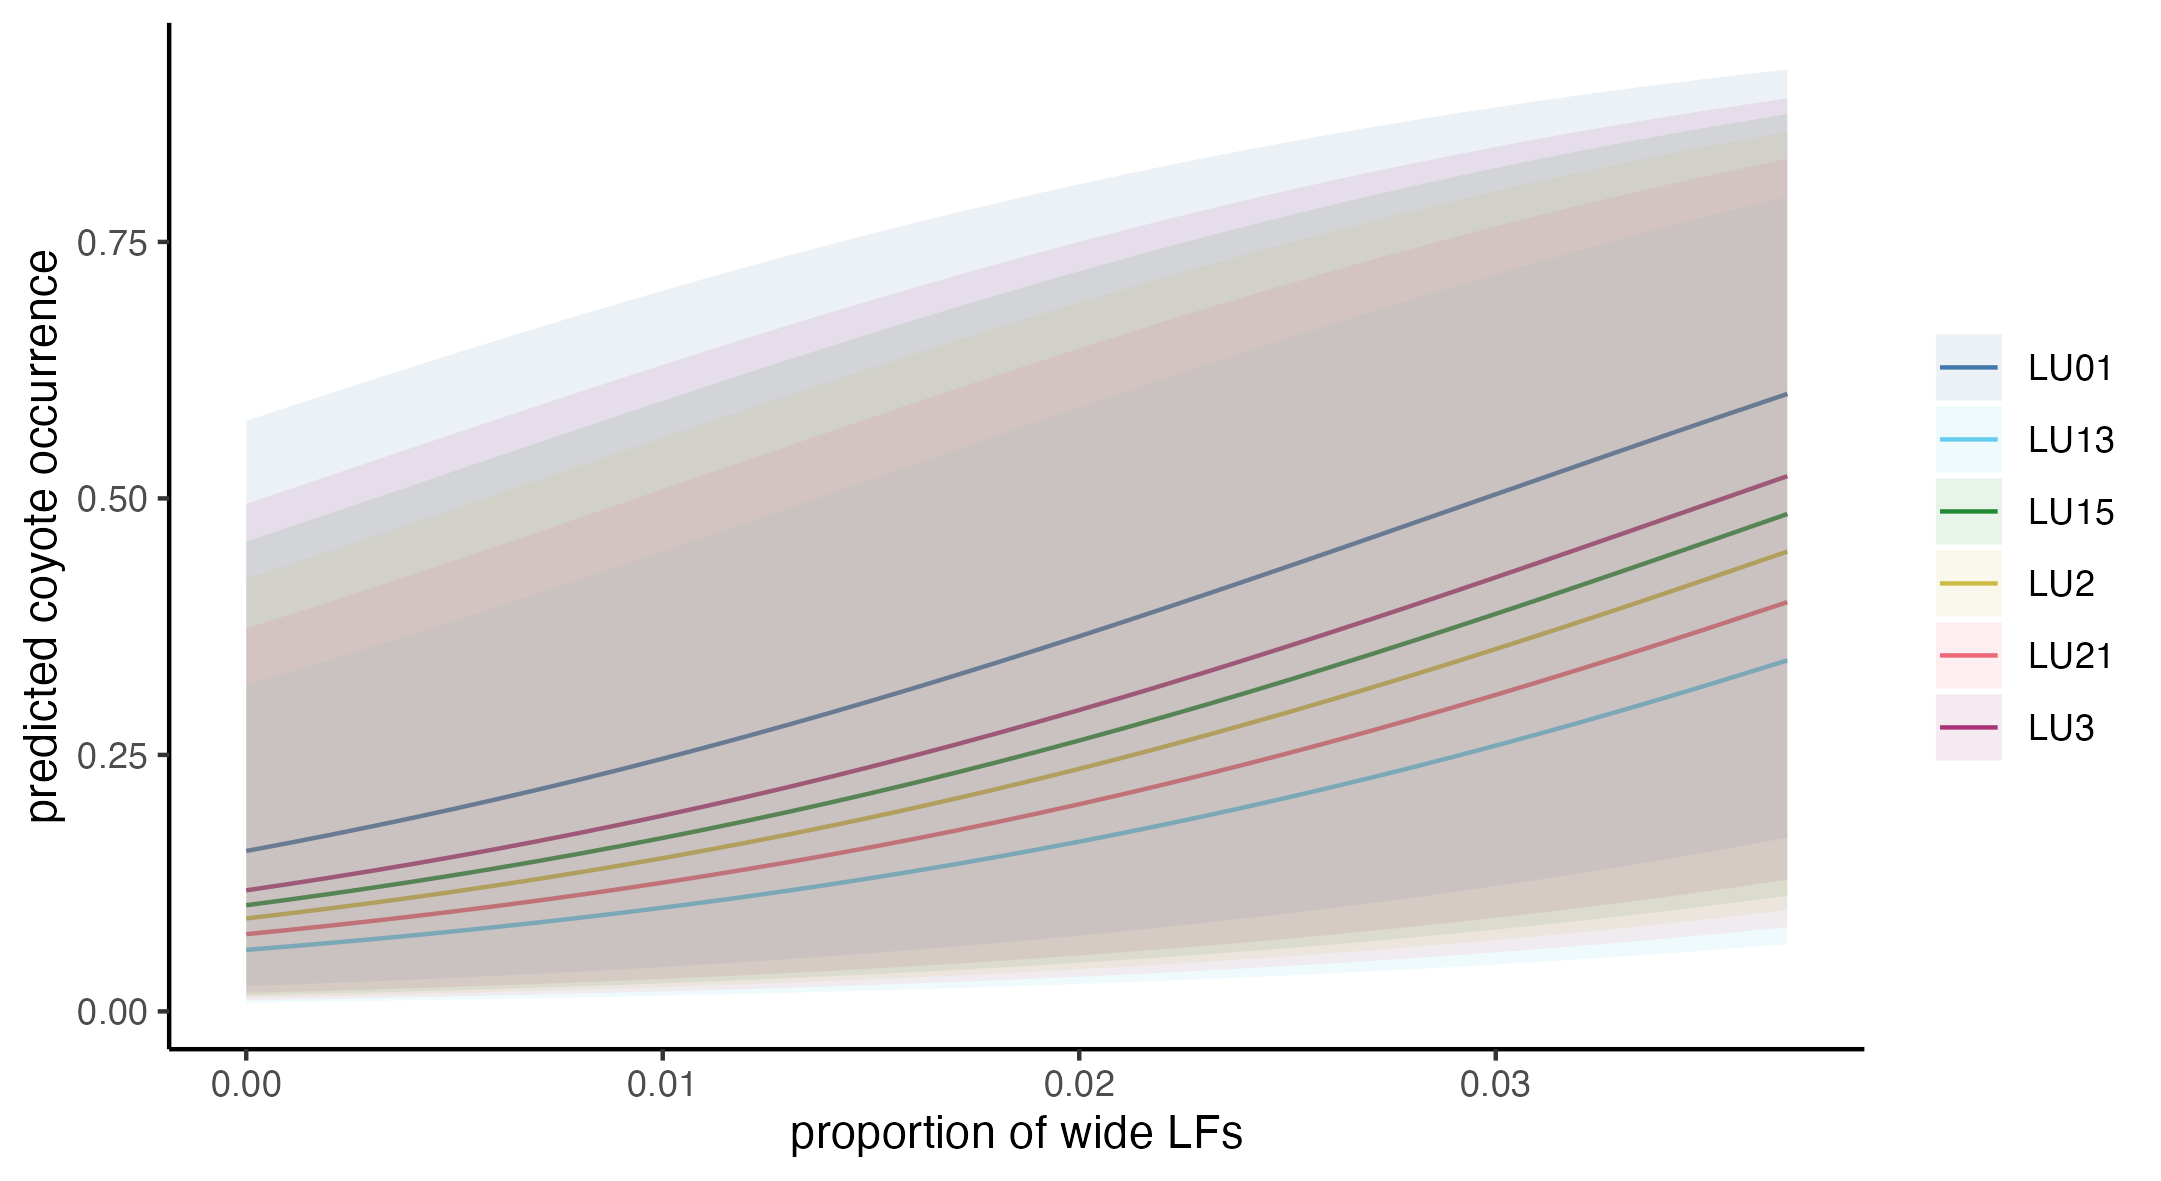 predicted coyote occurrence
0.75
0.50
0.25
0.00
0.00
0.01
0.02
0.03
proportion of wide LFs
LU01
LU13
LU15
LU2
LU21
LU3